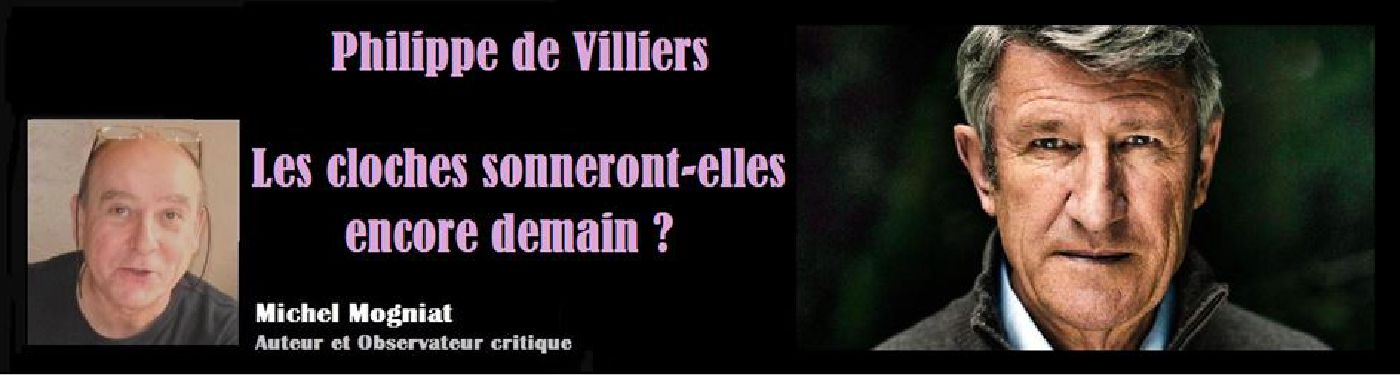 Philippe de Villiers
Les cloches sonneront-elles
encore demain ?
Michel Mogniat
Auteur et Observateur critique